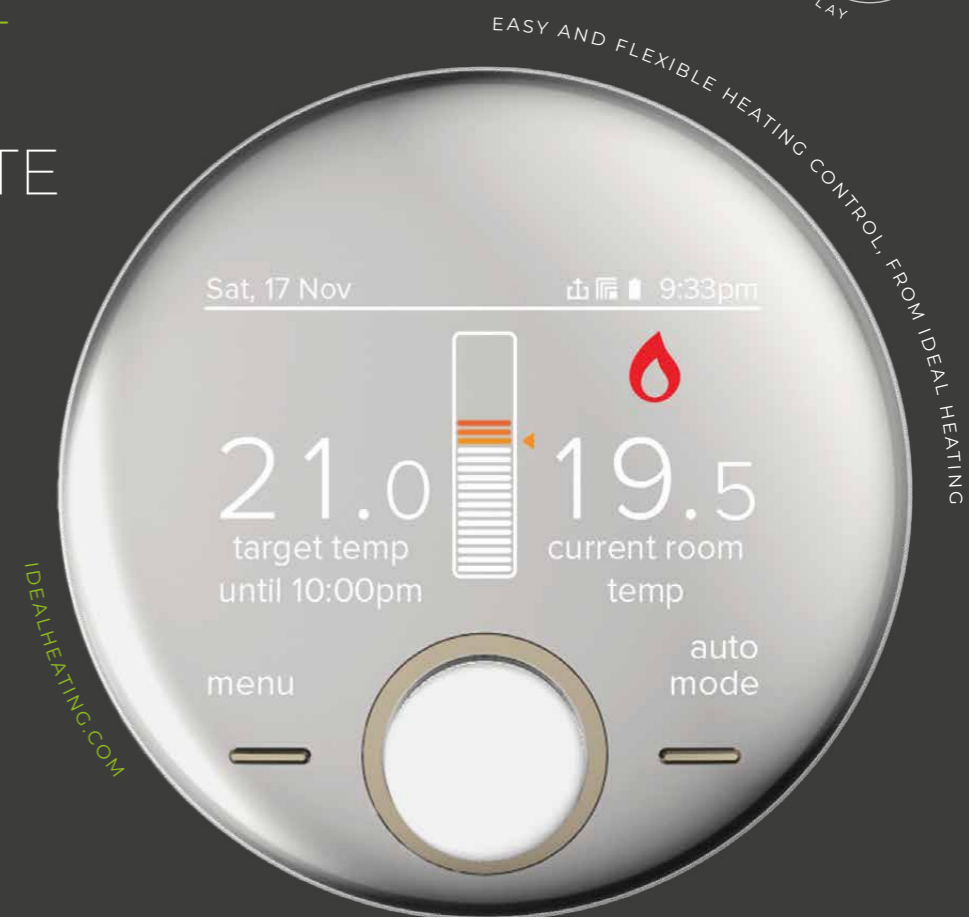 LAY
EASY AND FLEXIBLE HEATING CONTROL, FROM IDEAL HEATING
TE
Sat, 17 Nov 9:33pm
21.0 19.5
target temp current room
until 10:00pm temp
auto
menu mode
IDEALHEATING.COM